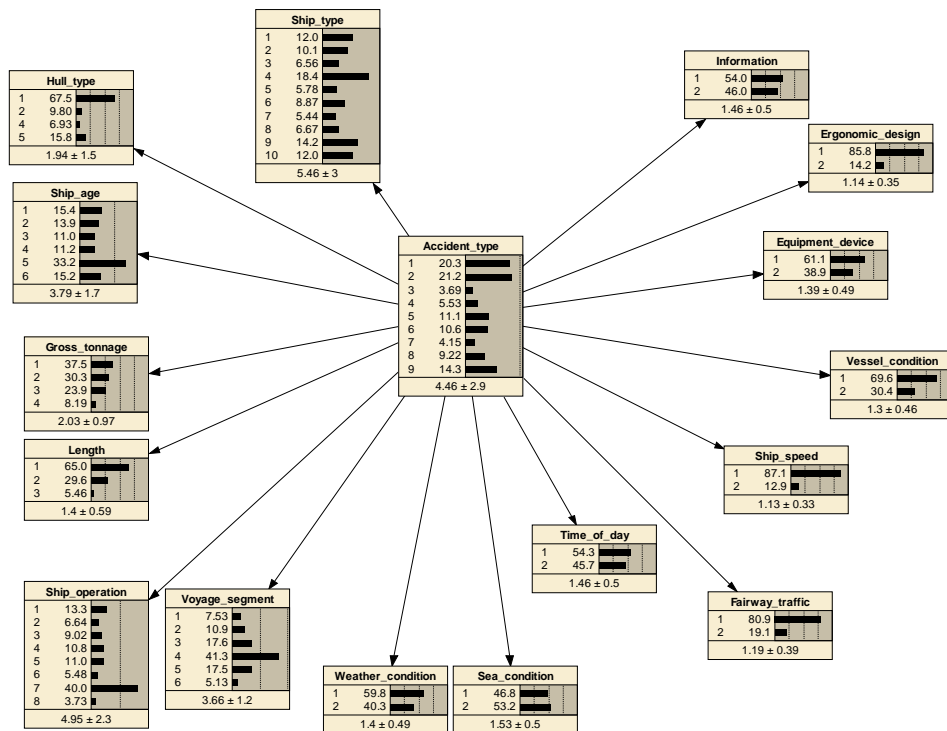 Ship_type
1 12.0
2 10.1
3 6.56
4 18.4
5 5.78
6 8.87
7 5.44
8 6.67
9 14.2
10 12.0
5.46 ± 3
Hull_type
1 67.5
2 9.80
4 6.93
5 15.8
1.94 ± 1.5
Information
1 54.0
2 46.0
1.46 ± 0.5
Ergonomic_design
1 85.8
2 14.2
1.14 ± 0.35
Ship_age
1 15.4
2 13.9
3 11.0
4 11.2
5 33.2
6 15.2
3.79 ± 1.7
Accident_type
1 20.3
2 21.2
3 3.69
4 5.53
5 11.1
6 10.6
7 4.15
8 9.22
9 14.3
4.46 ± 2.9
Equipment_device
1 61.1
2 38.9
1.39 ± 0.49
Gross_tonnage
1 37.5
2 30.3
3 23.9
4 8.19
2.03 ± 0.97
Vessel_condition
1 69.6
2 30.4
1.3 ± 0.46
Length
1 65.0
2 29.6
3 5.46
1.4 ± 0.59
Ship_speed
1 87.1
2 12.9
1.13 ± 0.33
Time_of_day
1 54.3
2 45.7
1.46 ± 0.5
Ship_operation
1 13.3
2 6.64
3 9.02
4 10.8
5 11.0
6 5.48
7 40.0
8 3.73
4.95 ± 2.3
Voyage_segment
1 7.53
2 10.9
3 17.6
4 41.3
5 17.5
6 5.13
3.66 ± 1.2
Fairway_traffic
1 80.9
2 19.1
1.19 ± 0.39
Weather_condition
1 59.8
2 40.3
1.4 ± 0.49
Sea_condition
1 46.8
2 53.2
1.53 ± 0.5